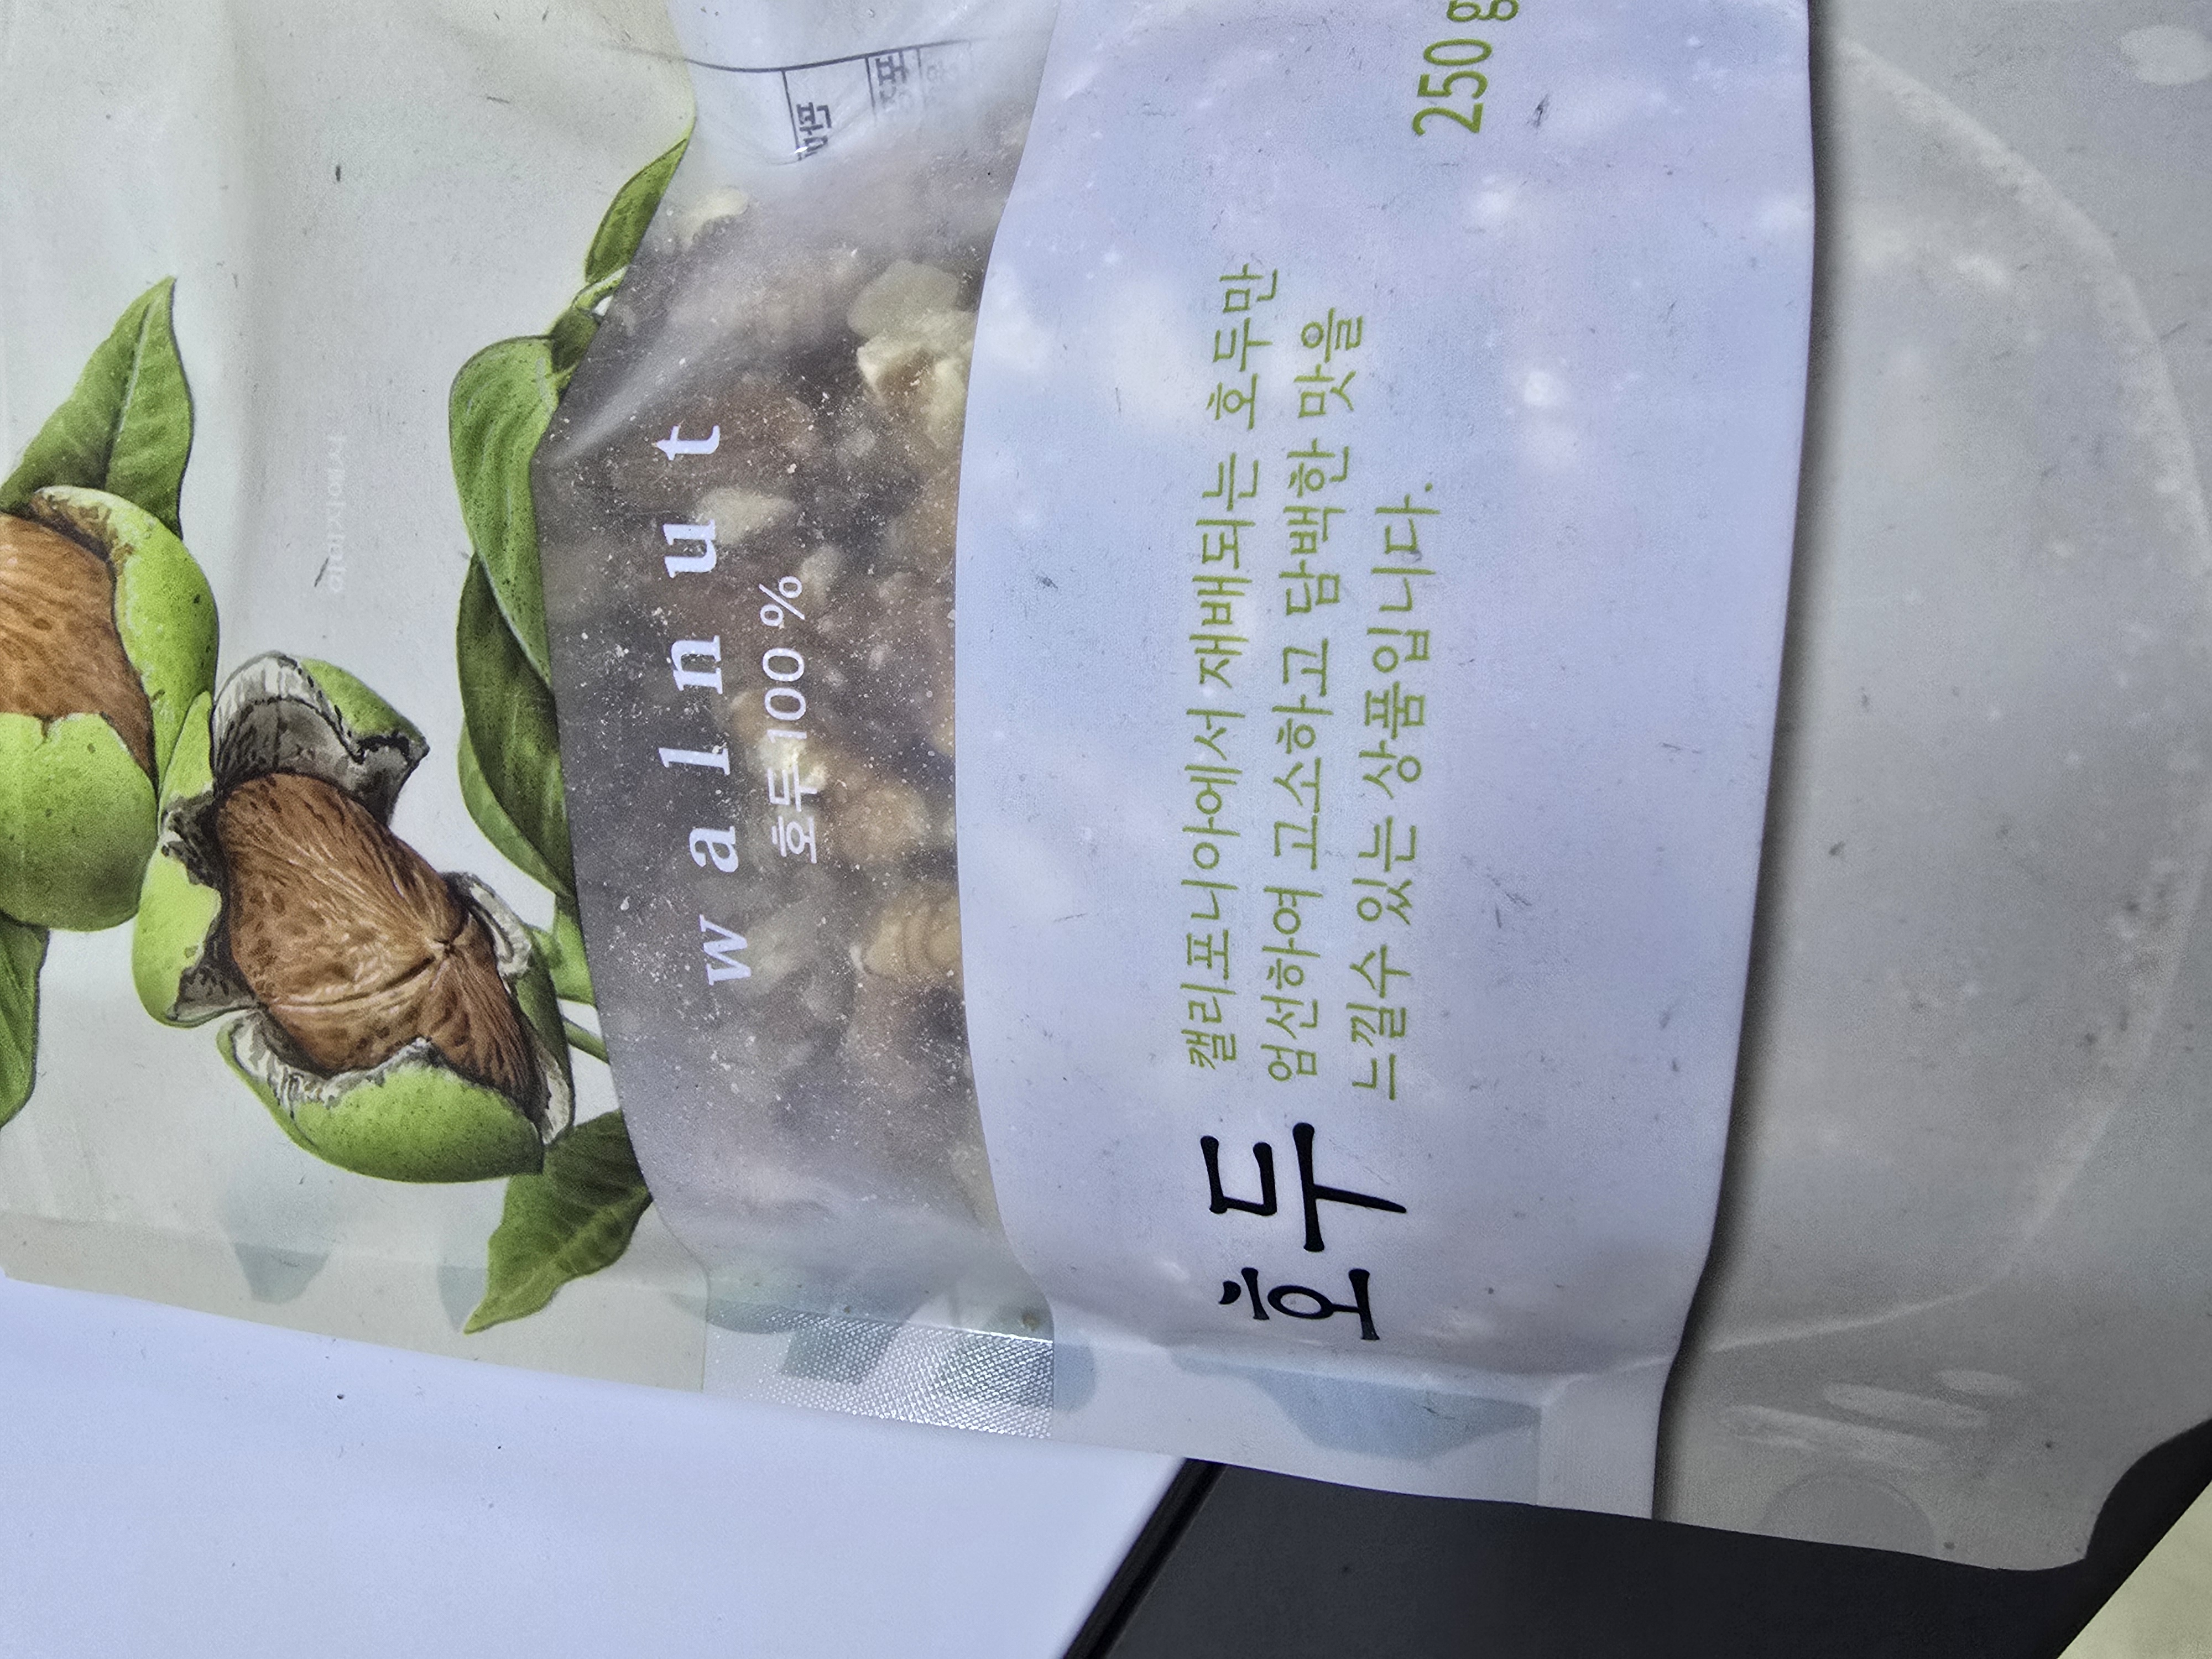 walnut
호두 100 %
호두
캘리포니아에서 재배되는 호두만
엄선하여 고소하고 담백한 맛을
느낄수 있는 상품입니다.
250 g